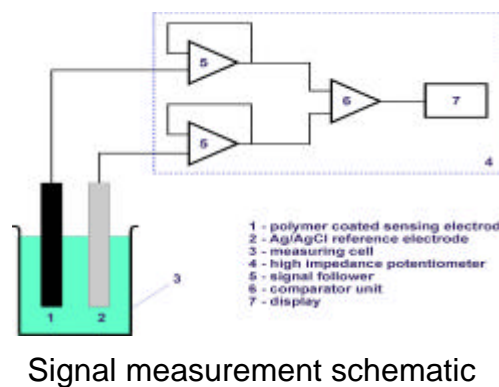 5
6
7
5
4
1 - polymer coated sensing electrod
2 - Ag/AgCl reference electrode
3 - measuring cell
4 - high impedance potentiometer
5 - signal follower
6 - comparator unit
7 - display
3
1 2
Signal measurement schematic